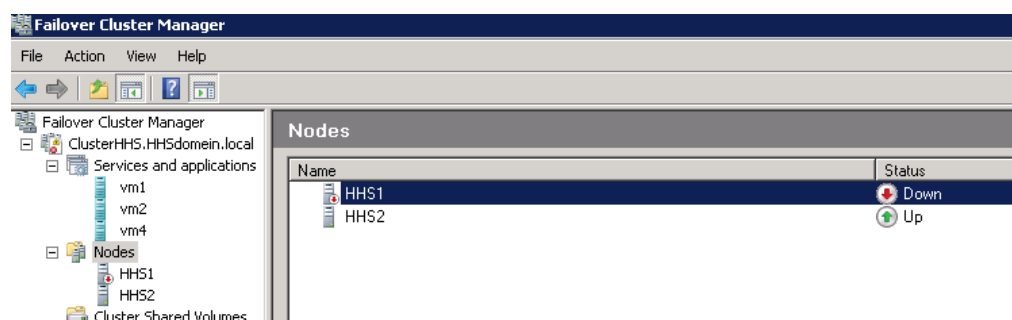 Failover Cluster Manager
File Action View Help
Failover Cluster Manager
ClusterHHS.HHSdomein.local
Services and applications
vm1
vm2
vm4
Nodes
HHS1
HHS2
Cluster Shared Volumes
Nodes
Name Status
HHS1 Down
HHS2 Up